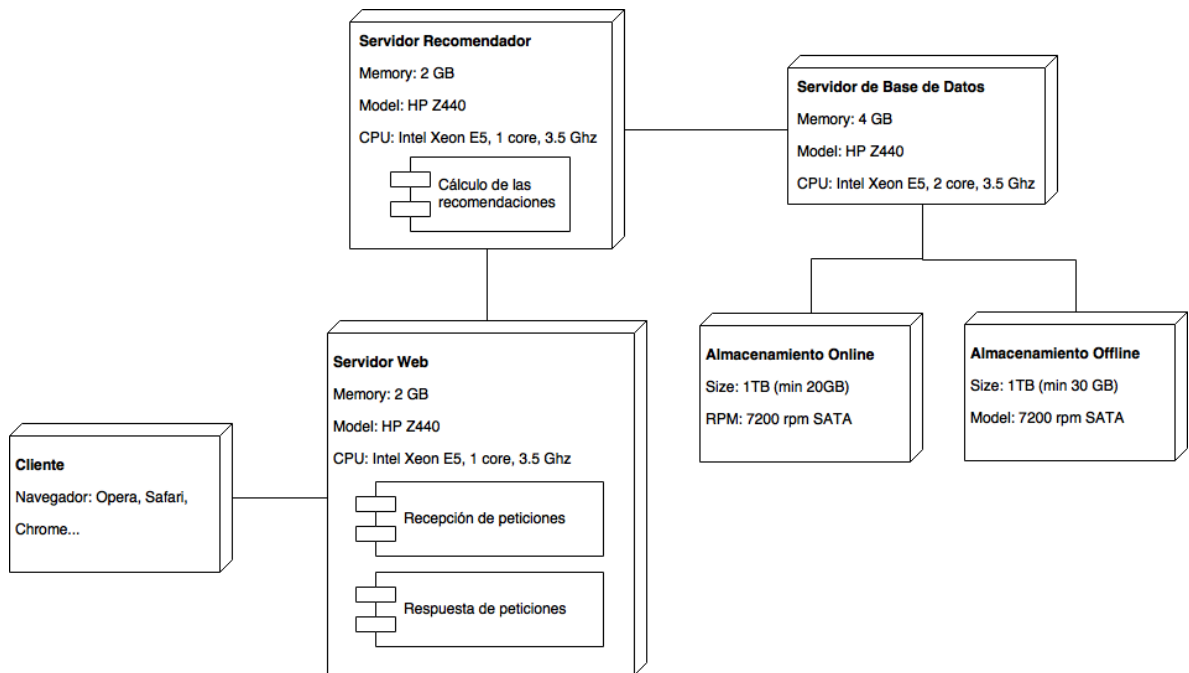 Servidor Recomendador
Memory: 2 GB
Model: HP Z440
CPU: Intel Xeon E5, 1 core, 3.5 Ghz
Cálculo de las
recomendaciones
Servidor de Base de Datos
Memory: 4 GB
Model: HP Z440
CPU: Intel Xeon E5, 2 core, 3.5 Ghz
Almacenamiento Online
Size: 1TB (min 20GB)
RPM: 7200 rpm SATA
Almacenamiento Offline
Size: 1TB (min 30 GB)
Model: 7200 rpm SATA
Servidor Web
Memory: 2 GB
Model: HP Z440
CPU: Intel Xeon E5, 1 core, 3.5 Ghz
Recepción de peticiones
Respuesta de peticiones
Cliente
Navegador: Opera, Safari,
Chrome...